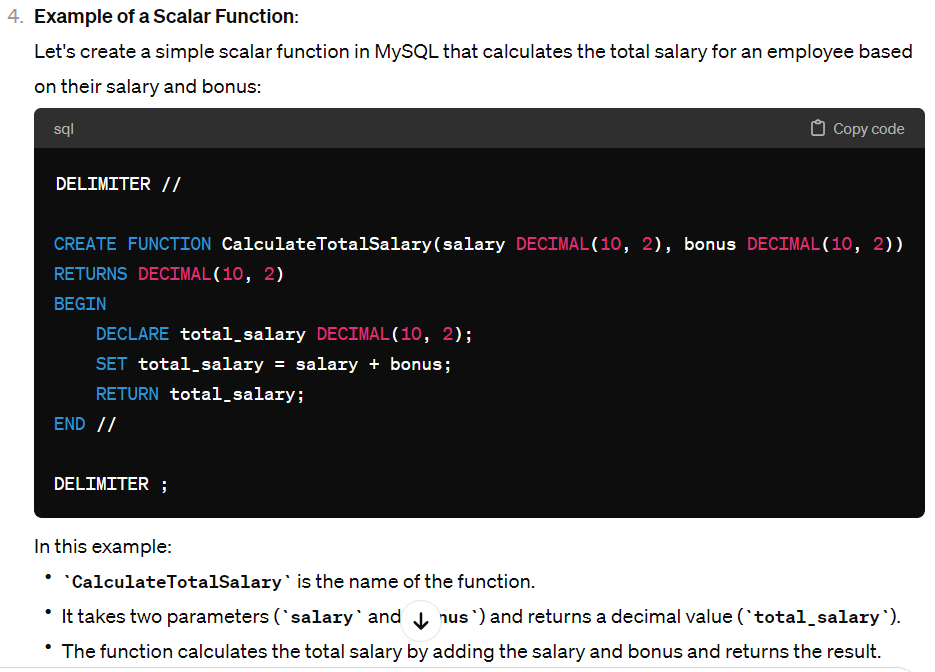 4. Example of a Scalar Function:
Let's create a simple scalar function in MySQL that calculates the total salary for an employee based
on their salary and bonus:
sql Copy code
DELIMITER //
CREATE FUNCTION CalculateTotalSalary(salary DECIMAL(10, 2), bonus DECIMAL(10, 2))
RETURNS DECIMAL(10, 2)
BEGIN
    DECLARE total_salary DECIMAL(10, 2);
    SET total_salary = salary + bonus;
    RETURN total_salary;
END //
DELIMITER ;
In this example:
• `CalculateTotalSalary` is the name of the function.
• It takes two parameters (`salary` and nus`) and returns a decimal value (`total_salary`).
• The function calculates the total salary by adding the salary and bonus and returns the result.